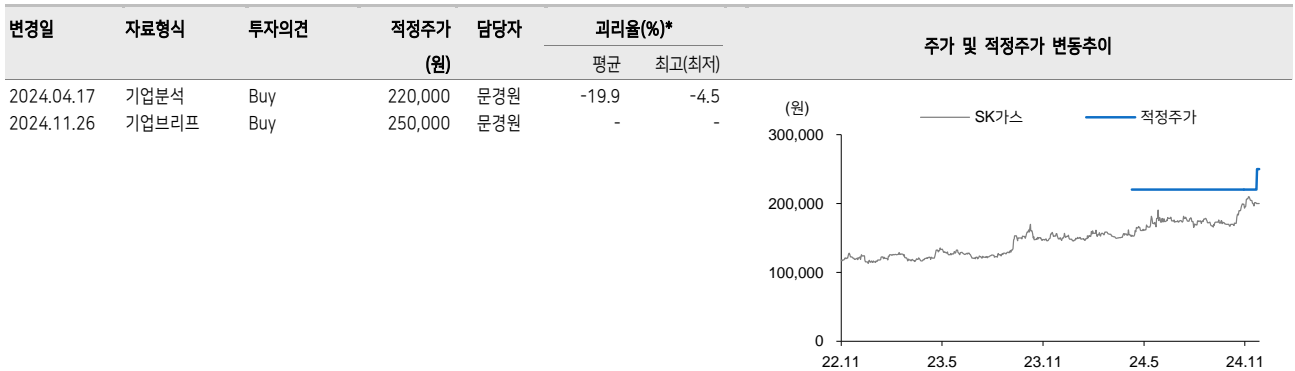 변경일 자료형식 투자의견 적정주가 담당자 괴리율(%)* 주가 및 적정주가 변동추이
(원) 평균 최고(최저)
2024.04.17 기업분석 Buy 220,000 문경원 -19.9 -4.5
2024.11.26 기업브리프 Buy 250,000 문경원 - -
(원)
SK가스 적정주가
300,000
200,000
100,000
0
22.11 23.5 23.11 24.5 24.11